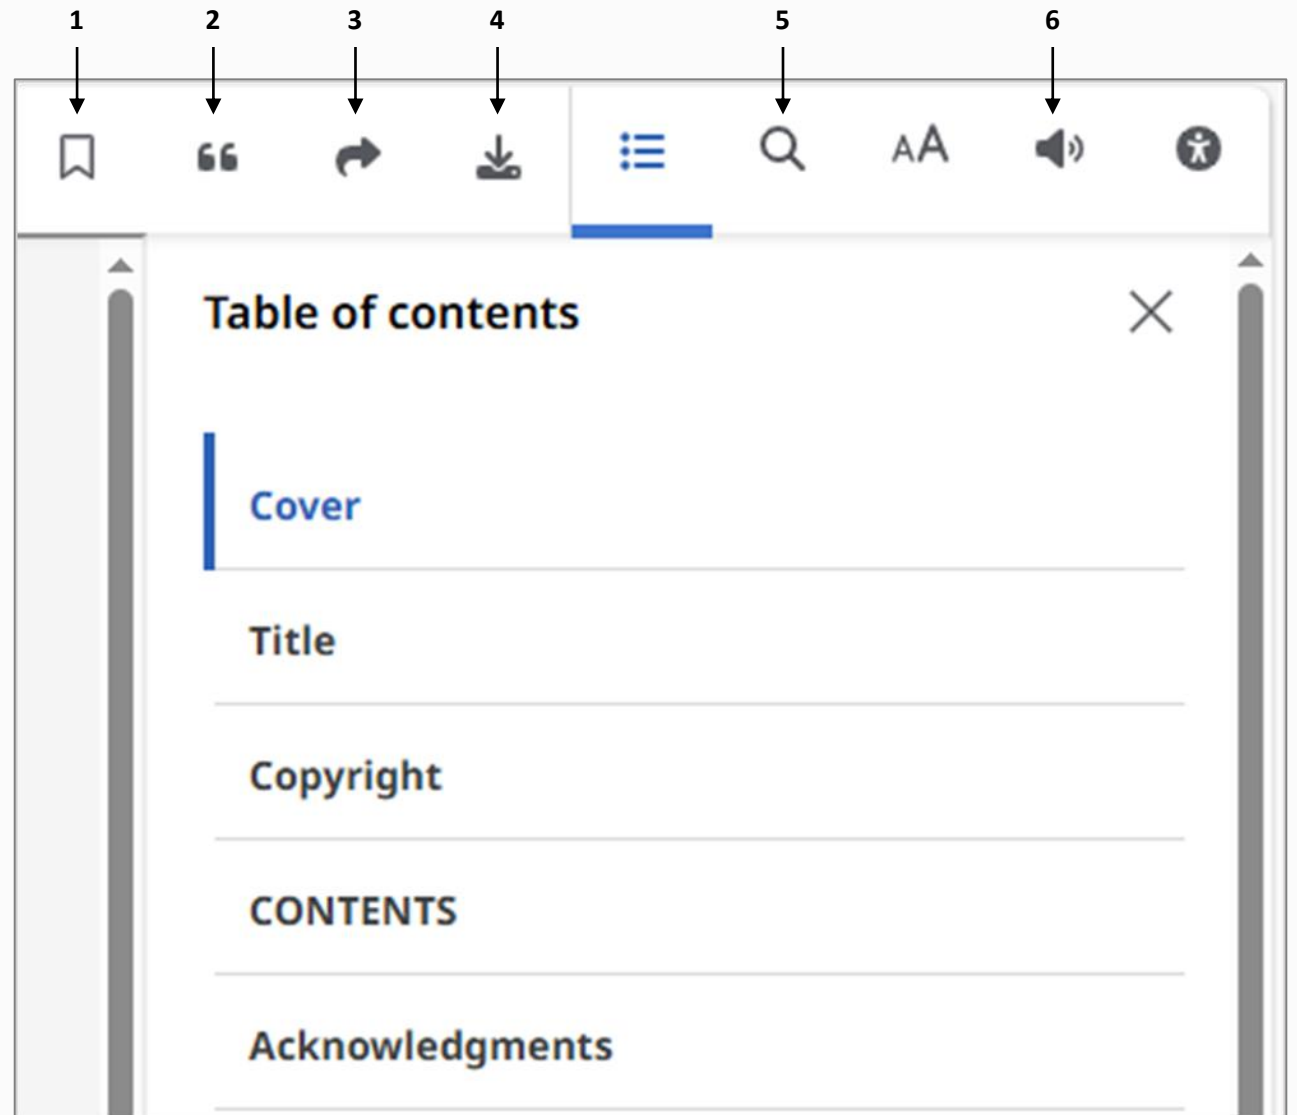 1 2 3 4 5 6
AA
Table of contents
Cover
Title
Copyright
CONTENTS
Acknowledgments